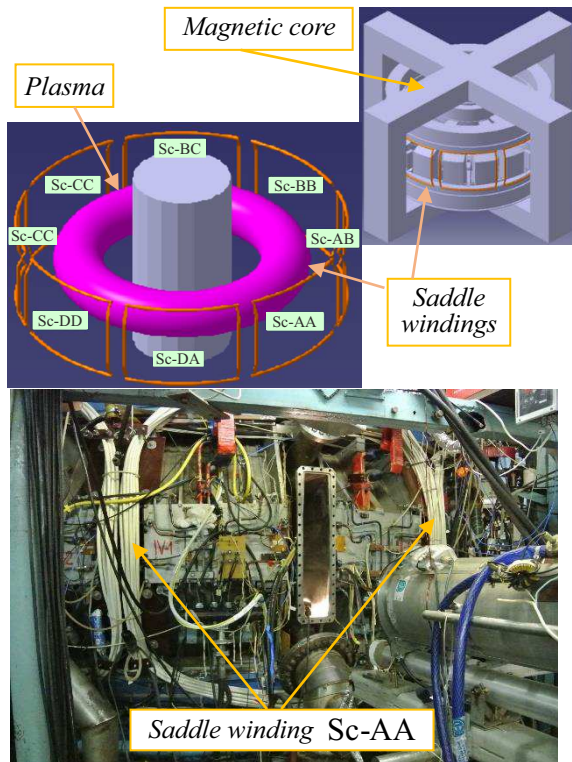 Magnetic core
Plasma
Sc-BC
Sc-CC
Sc-BB
Sc-CC
Sc-AB
Sc-DD
Sc-AA
Sc-DA
Saddle
windings
Saddle winding Sc-AA